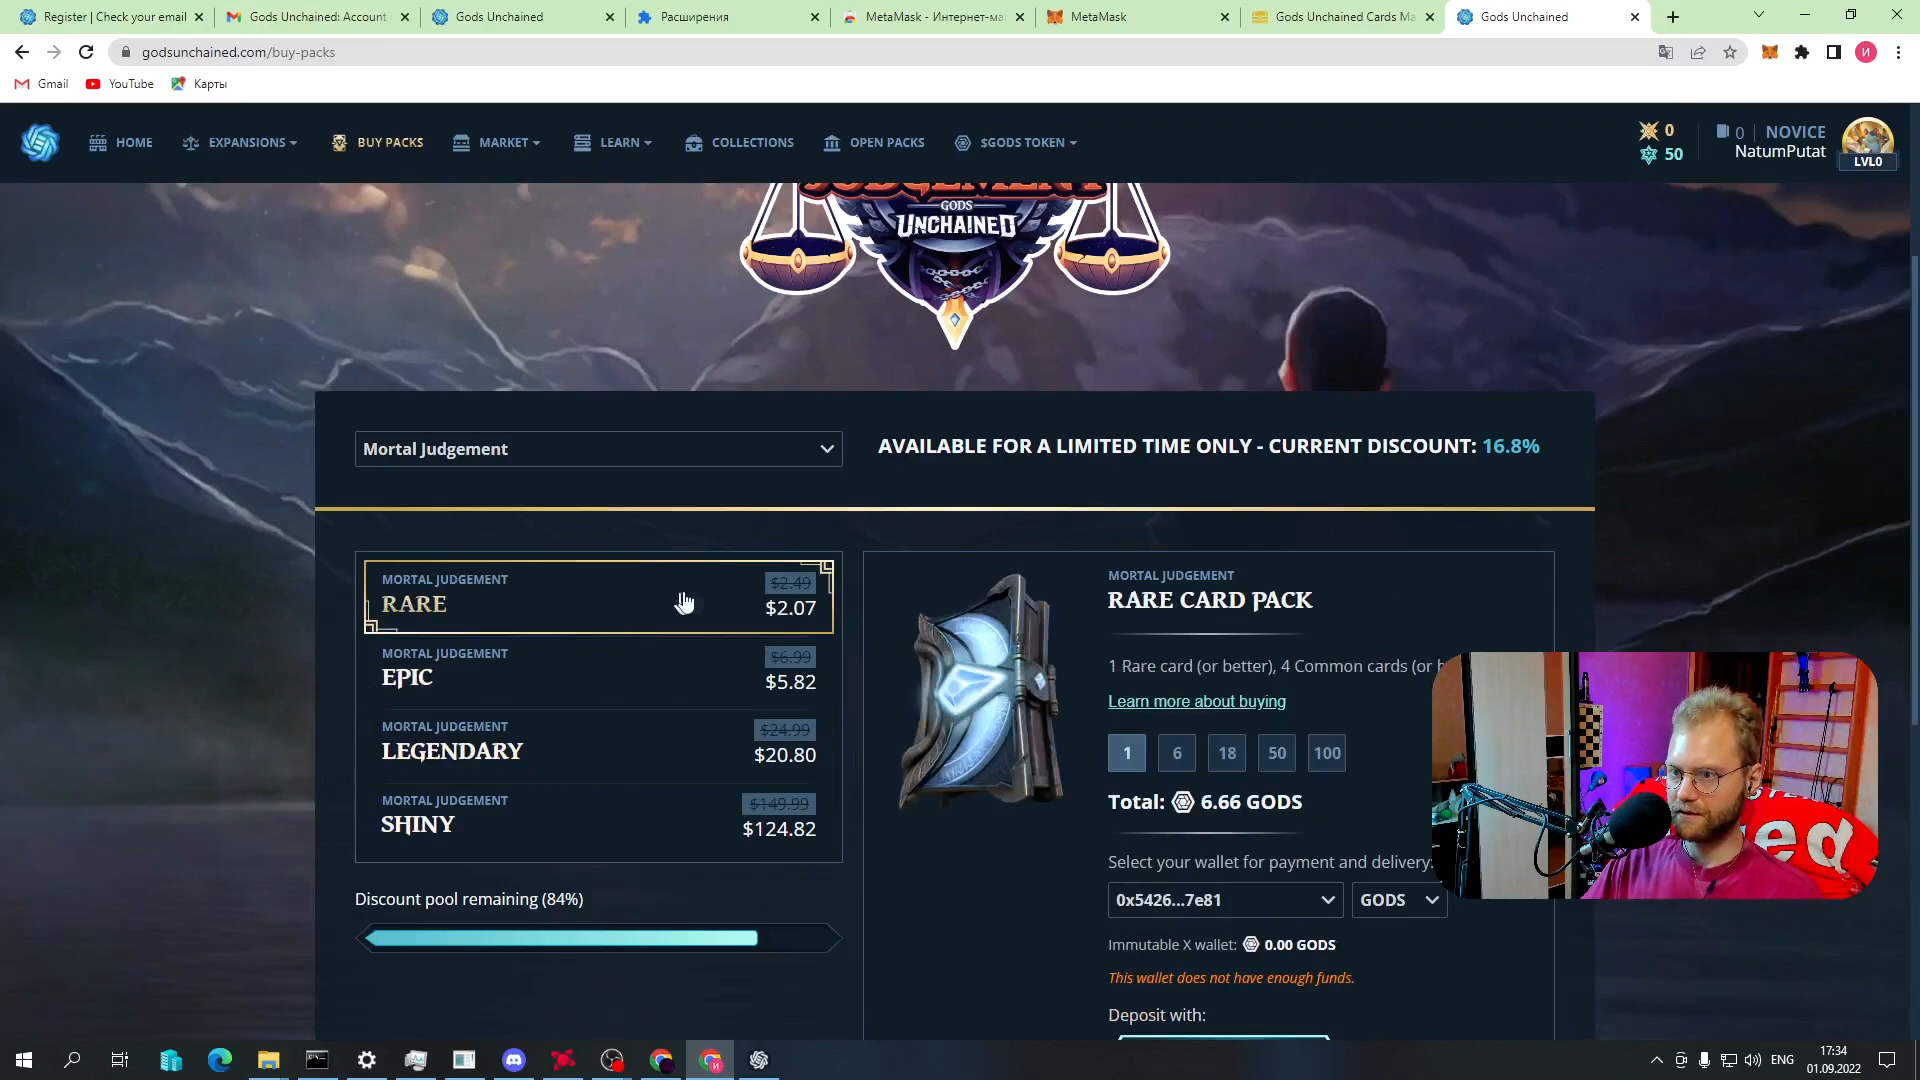 Register | Check your email
Gods Unchained: Account
Gods Unchained
Расширения
MetaMask - Интернет-ма
MetaMask
Gods Unchained Cards Ma
Gods Unchained
godsunchained.com/buy-packs
И
Gmail
YouTube
Карты
HOME
EXPANSIONS
BUY PACKS
MARKET
LEARN
COLLECTIONS
OPEN PACKS
$GODS TOKEN
0
50
0
NOVICE
NatumPutat
LVL0
JUDGEMENT
GODS
UNCHAINED
Mortal Judgement
AVAILABLE FOR A LIMITED TIME ONLY - CURRENT DISCOUNT: 16.8%
MORTAL JUDGEMENT
RARE
$2.49
$2.07
MORTAL JUDGEMENT
EPIC
$6.99
$5.82
MORTAL JUDGEMENT
LEGENDARY
$24.99
$20.80
MORTAL JUDGEMENT
SHINY
$149.99
$124.82
Discount pool remaining (84%)
MORTAL JUDGEMENT
RARE CARD PACK
1 Rare card (or better), 4 Common cards (or
Learn more about buying
1 6 18 50 100
Total: 6.66 GODS
Select your wallet for payment and delivery:
0x5426...7e81
GODS
Immutable X wallet: 0.00 GODS
This wallet does not have enough funds.
Deposit with:
ed
ENG
17:34
01.09.2022